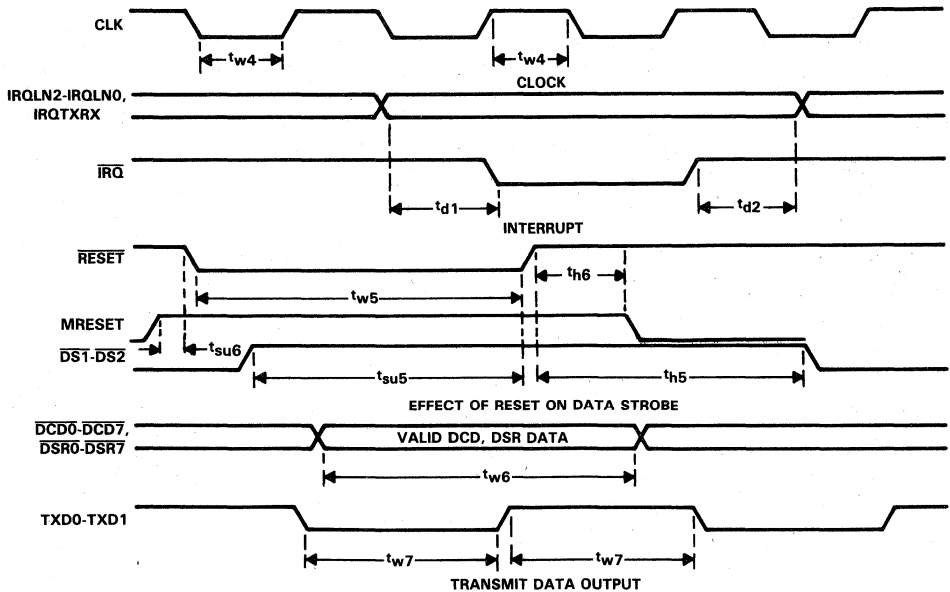 CLK
tw4
tw4
CLOCK
IRQLN2-IRQLN0,
IRQTXRX
IRQ
td1
td2
INTERRUPT
RESET
th6
tw5
MRESET
tsu6
DS1-DS2
tsu5
th5
EFFECT OF RESET ON DATA STROBE
DCD0-DCD7,
DSR0-DSR7
VALID DCD, DSR DATA
tw6
TXD0-TXD1
tw7
tw7
TRANSMIT DATA OUTPUT